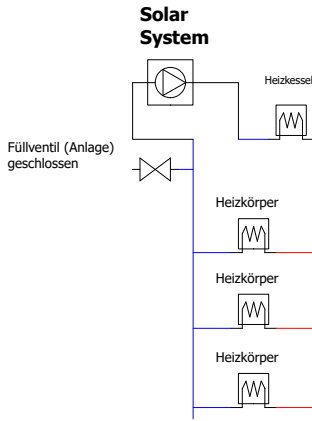 Solar
System
Heizkessel
Füllventil (Anlage)
geschlossen
Heizkörper
Heizkörper
Heizkörper